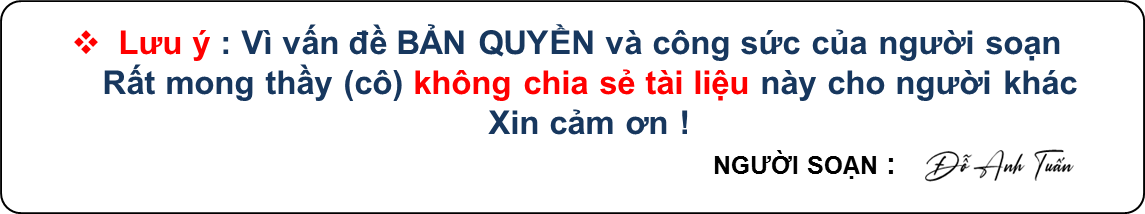 ❖ Lưu ý : Vì vấn đề BẢN QUYỀN và công sức của người soạn
Rất mong thầy (cô) không chia sẻ tài liệu này cho người khác
Xin cảm ơn !
NGƯỜI SOẠN : Đỗ Anh Tuấn